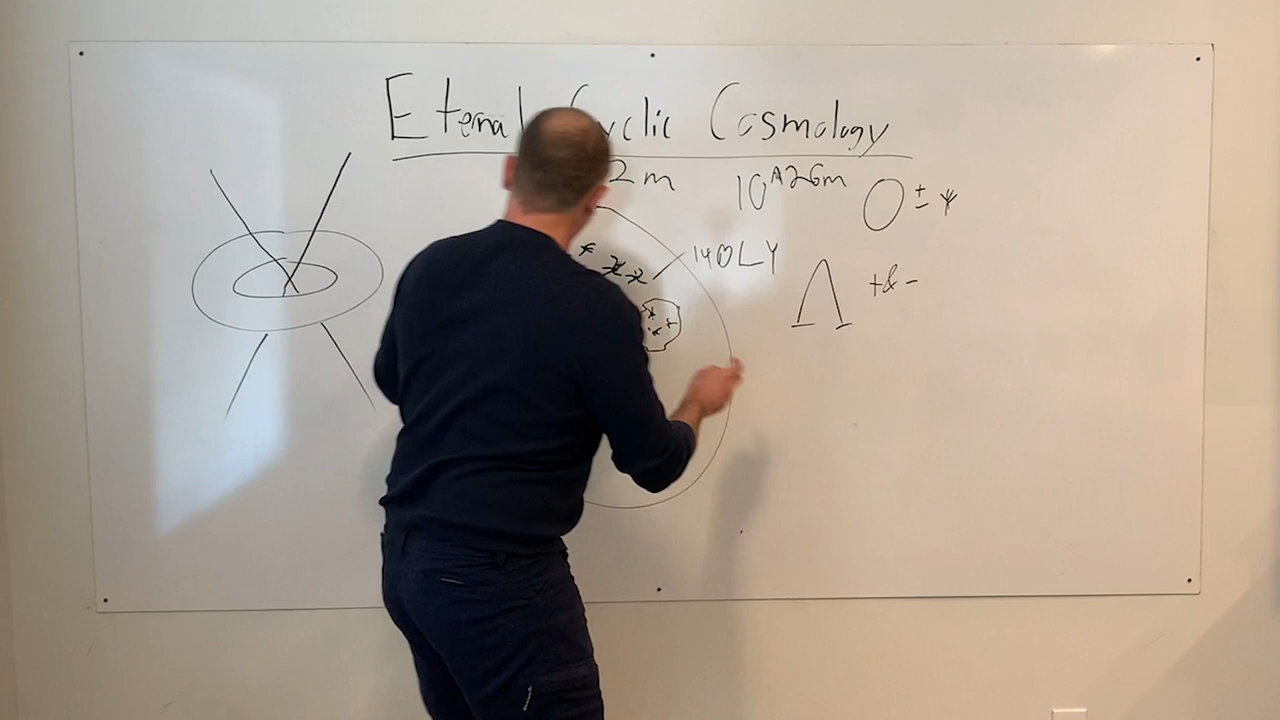 Eternal Cyclic Cosmology
2m 10^26m 0 ±
140LY
Λ +&-